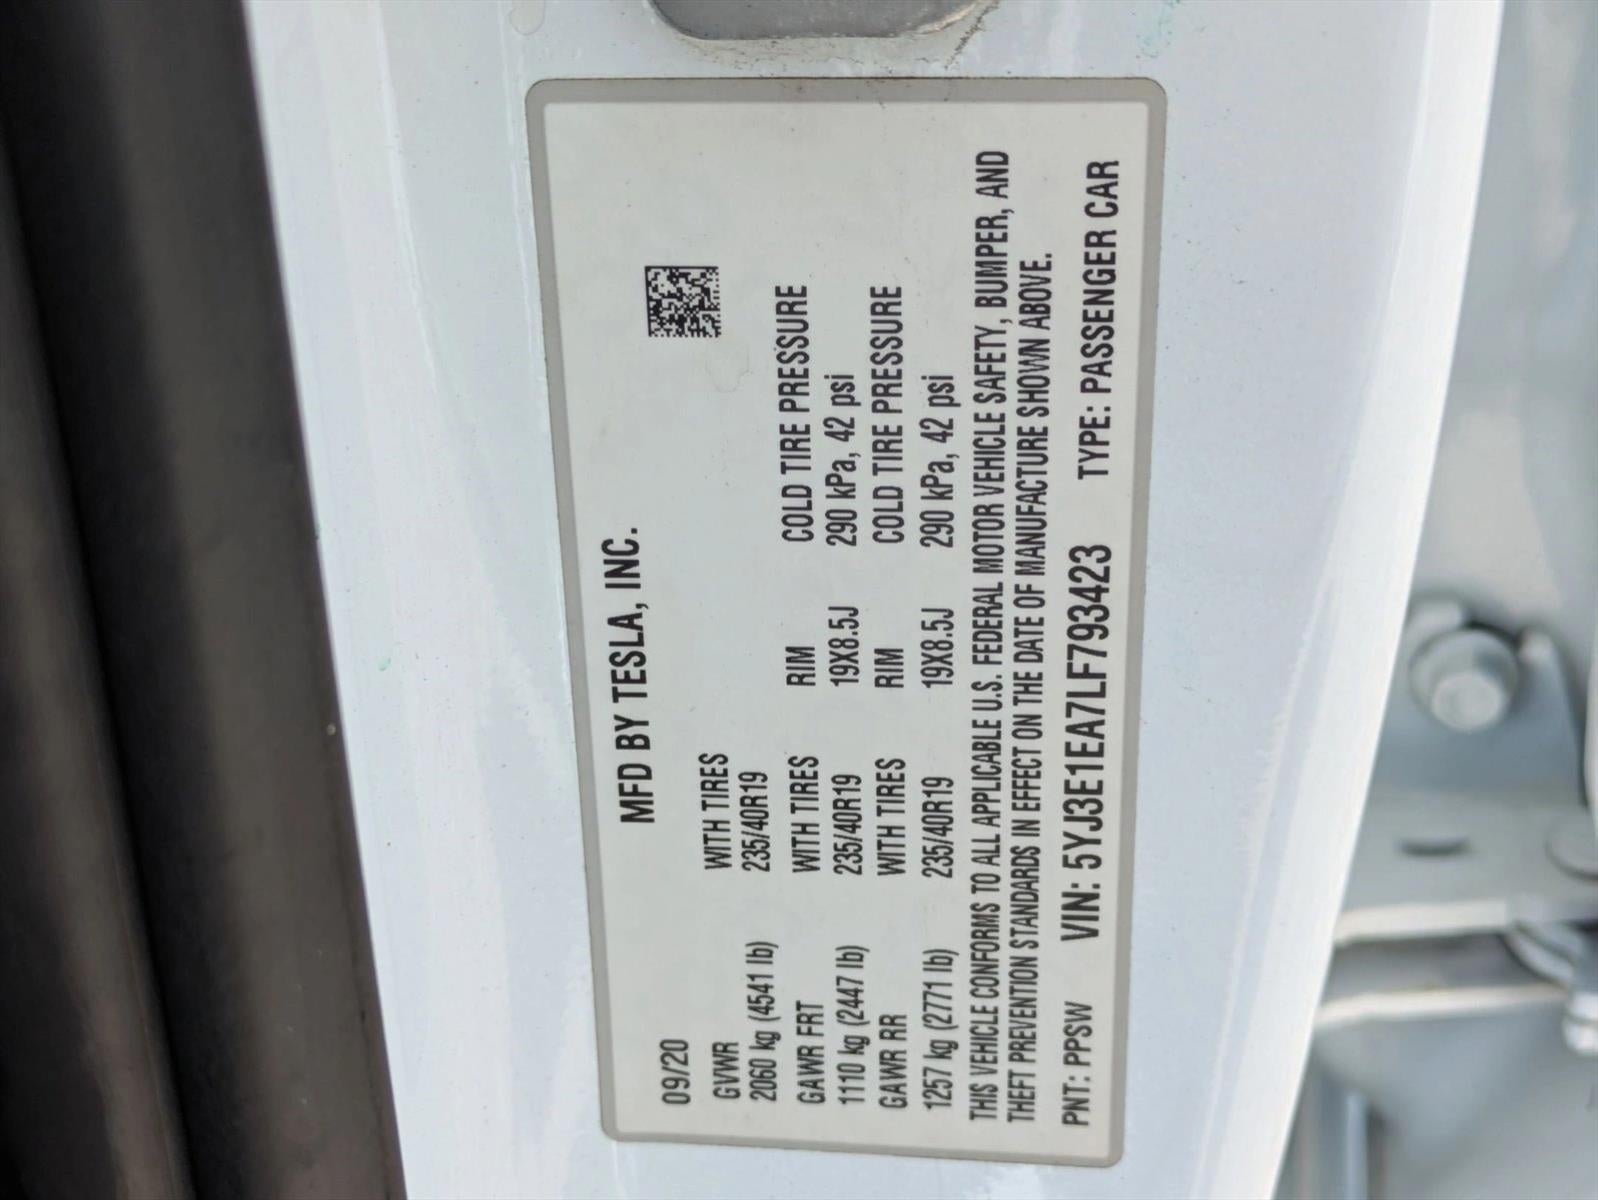 MFD BY TESLA, INC.
09/20
GVWR WITH TIRES
2060 kg (4541 lb) 235/40R19
GAWR FRT WITH TIRES RIM COLD TIRE PRESSURE
1110 kg (2447 lb) 235/40R19 19X8.5J 290 kPa, 42 psi
GAWR RR WITH TIRES RIM COLD TIRE PRESSURE
1257 kg (2771 lb) 235/40R19 19X8.5J 290 kPa, 42 psi
THIS VEHICLE CONFORMS TO ALL APPLICABLE U.S. FEDERAL MOTOR VEHICLE SAFETY, BUMPER, AND
THEFT PREVENTION STANDARDS IN EFFECT ON THE DATE OF MANUFACTURE SHOWN ABOVE.
PNT: PPSW VIN: 5YJ3E1EA7LF793423 TYPE: PASSENGER CAR